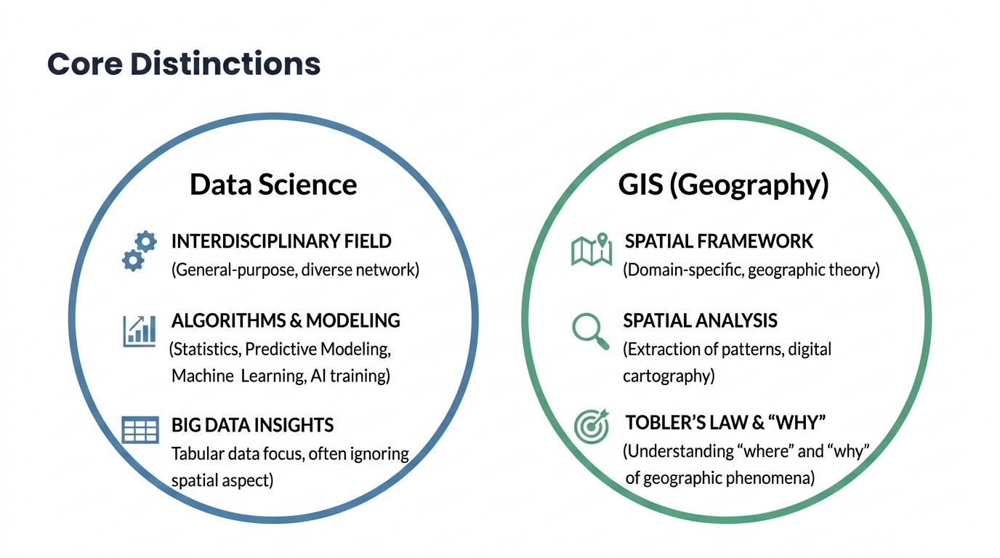 Core Distinctions
Data Science
INTERDISCIPLINARY FIELD
(General-purpose, diverse network)
ALGORITHMS & MODELING
(Statistics, Predictive Modeling,
Machine Learning, AI training)
BIG DATA INSIGHTS
Tabular data focus, often ignoring
spatial aspect)
GIS (Geography)
SPATIAL FRAMEWORK
(Domain-specific, geographic theory)
SPATIAL ANALYSIS
(Extraction of patterns, digital
cartography)
TOBLER’S LAW & “WHY”
(Understanding “where” and “why”
of geographic phenomena)